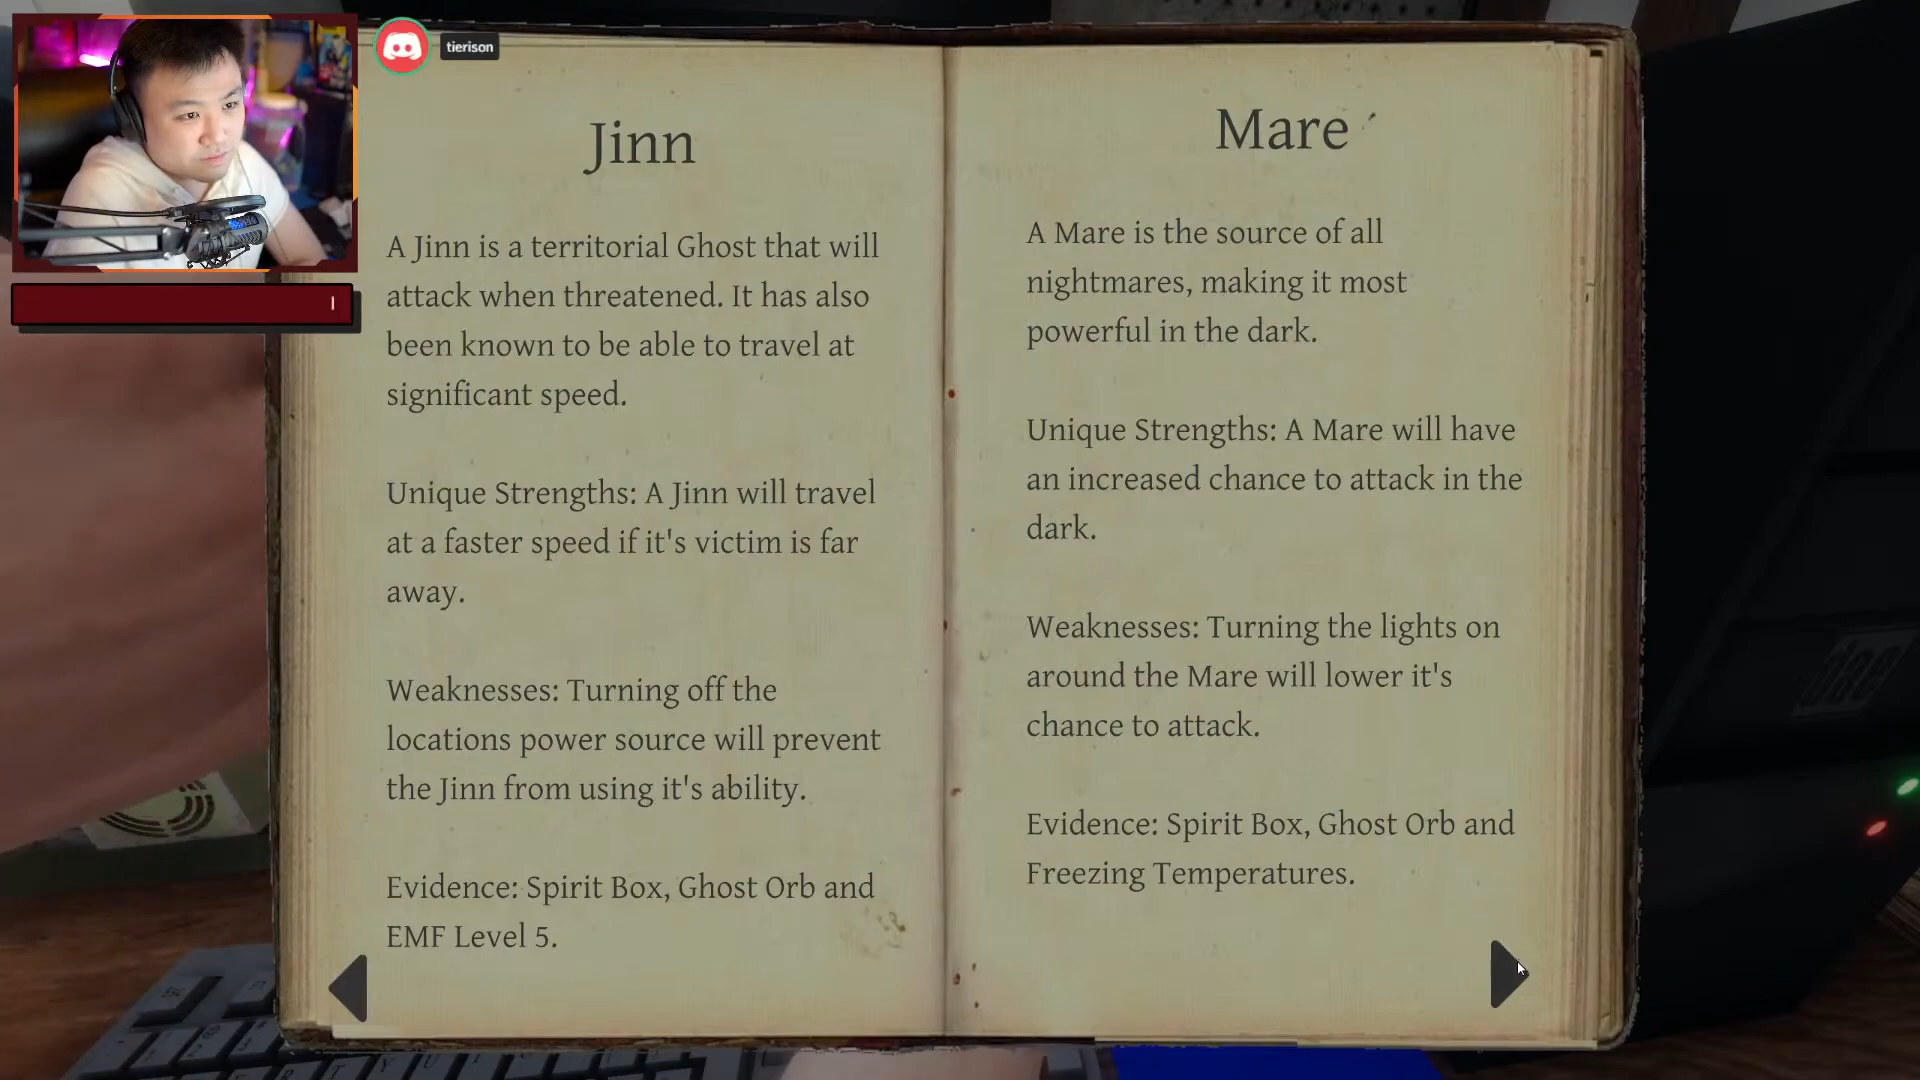 tierison
Jinn
A Jinn is a territorial Ghost that will
attack when threatened. It has also
been known to be able to travel at
significant speed.
Unique Strengths: A Jinn will travel
at a faster speed if it's victim is far
away.
Weaknesses: Turning off the
locations power source will prevent
the Jinn from using it's ability.
Evidence: Spirit Box, Ghost Orb and
EMF Level 5.
Mare
A Mare is the source of all
nightmares, making it most
powerful in the dark.
Unique Strengths: A Mare will have
an increased chance to attack in the
dark.
Weaknesses: Turning the lights on
around the Mare will lower it's
chance to attack.
Evidence: Spirit Box, Ghost Orb and
Freezing Temperatures.